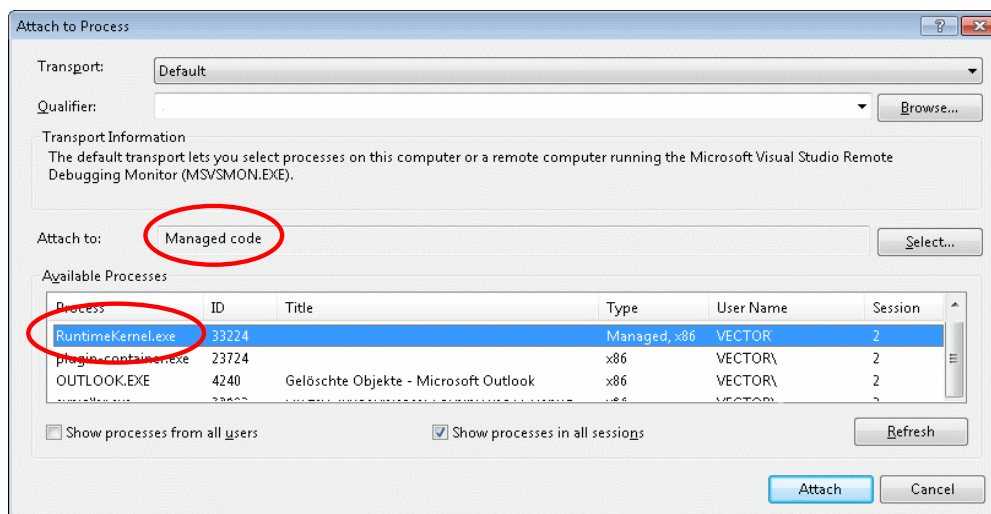 Attach to Process
Transport:
Default
Qualifier:
Browse...
Transport Information
The default transport lets you select processes on this computer or a remote computer running the Microsoft Visual Studio Remote
Debugging Monitor (MSVSMON.EXE).
Attach to: Managed code
Select...
Available Processes
Process ID Title Type User Name Session
RuntimeKernel.exe 33224 Managed, x86 VECTOR 2
plugin-container.exe 23724 x86 VECTOR\ 2
OUTLOOK.EXE 4240 Gelöschte Objekte - Microsoft Outlook x86 VECTOR\ 2
Show processes from all users
Show processes in all sessions
Refresh
Attach
Cancel